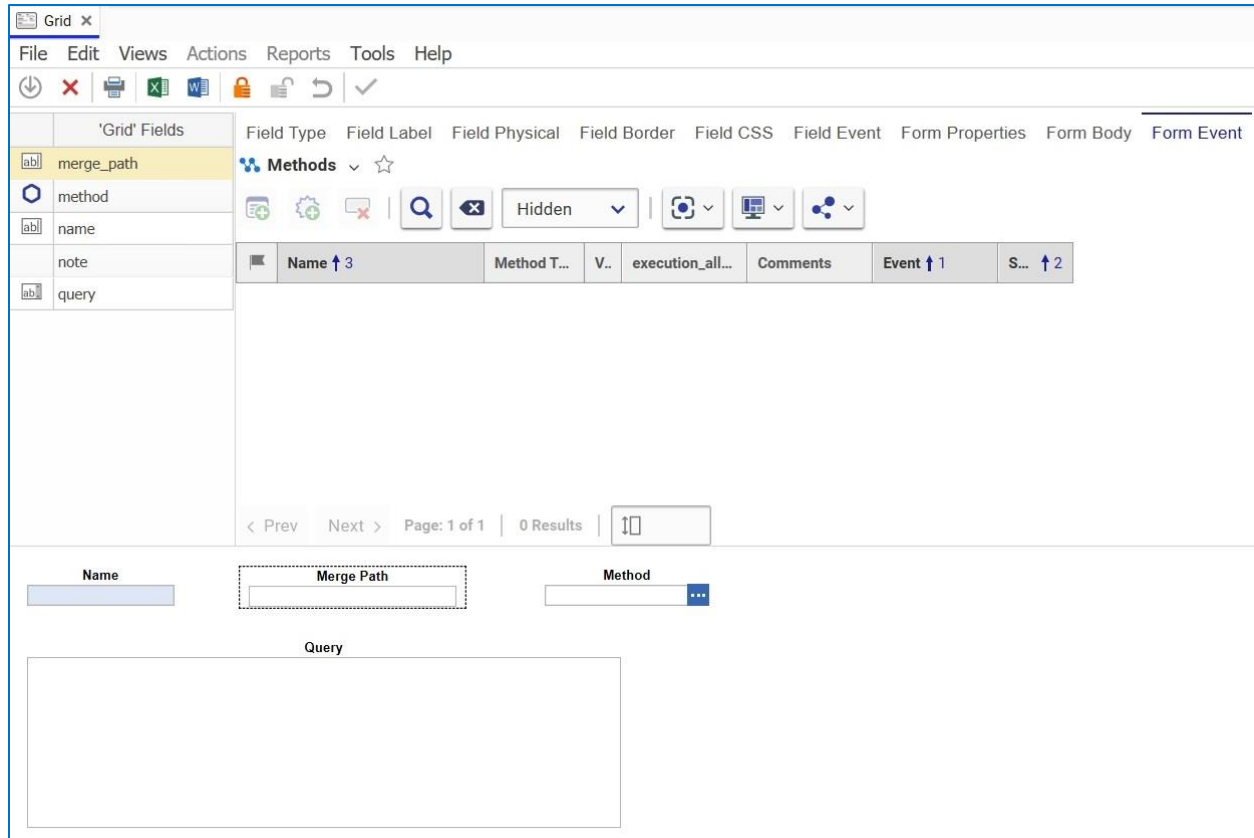 Grid
File Edit Views Actions Reports Tools Help
'Grid' Fields
merge_path
method
name
note
query
Field Type Field Label Field Physical Field Border Field CSS Field Event Form Properties Form Body Form Event
Methods
Hidden
Name 3 Method T... V.. execution_all... Comments Event 1 S... 2
< Prev Next > Page: 1 of 1 0 Results
Name Merge Path Method
Query